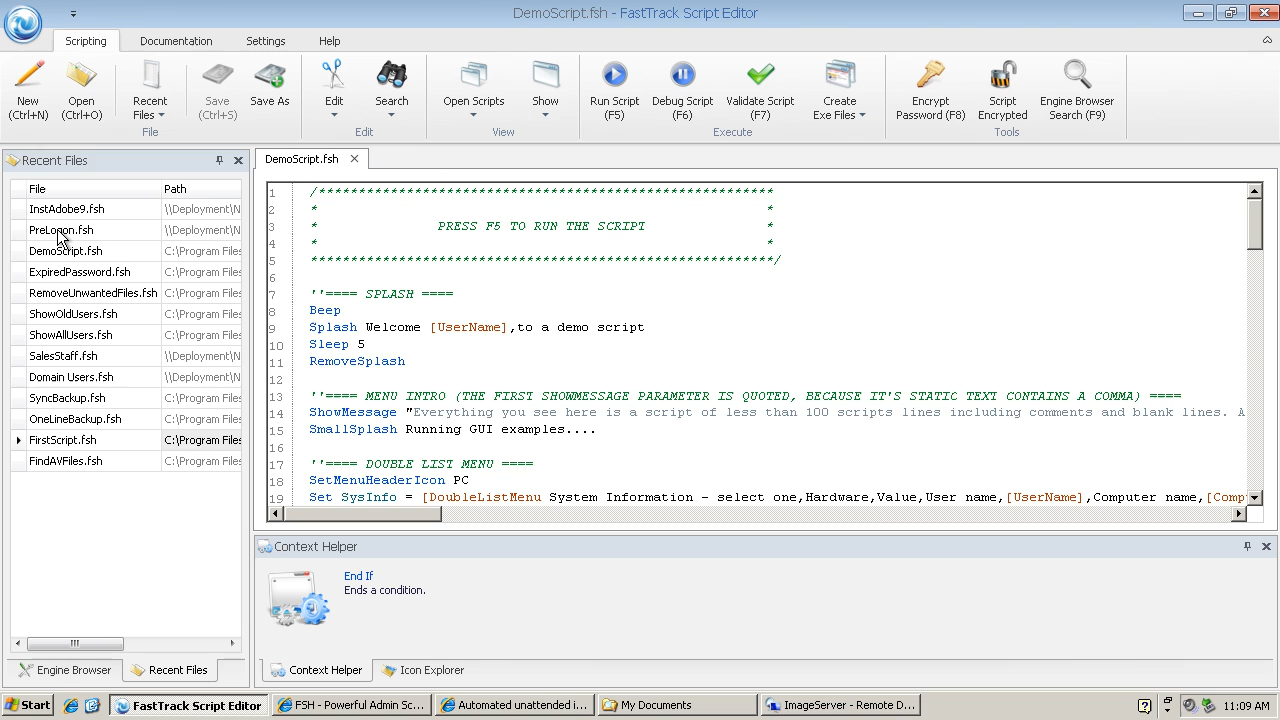 DemoScript.fsh - FastTrack Script Editor
Scripting Documentation Settings Help
New (Ctrl+N)
Open (Ctrl+O)
Recent Files
File
Save (Ctrl+S)
Save As
Edit
Search
Edit
Open Scripts
Show
View
Run Script (F5)
Debug Script (F6)
Validate Script (F7)
Create Exe Files
Execute
Encrypt Password (F8)
Script Encrypted
Engine Browser Search (F9)
Tools
Recent Files
File Path
InstAdobe9.fsh \\Deployment\N
PreLogon.fsh \\Deployment\N
DemoScript.fsh C:\Program Files
ExpiredPassword.fsh C:\Program Files
RemoveUnwantedFiles.fsh C:\Program Files
ShowOldUsers.fsh C:\Program Files
ShowAllUsers.fsh C:\Program Files
SalesStaff.fsh \\Deployment\N
Domain Users.fsh \\Deployment\N
SyncBackup.fsh C:\Program Files
OneLineBackup.fsh C:\Program Files
FirstScript.fsh C:\Program Files
FindAVFiles.fsh C:\Program Files
Engine Browser Recent Files
DemoScript.fsh
1 /********************************************************
2 * *
3 * PRESS F5 TO RUN THE SCRIPT *
4 * *
5 *********************************************************/
6
7 ''==== SPLASH ====
8 Beep
9 Splash Welcome [UserName],to a demo script
10 Sleep 5
11 RemoveSplash
12
13 ''==== MENU INTRO (THE FIRST SHOWMESSAGE PARAMETER IS QUOTED, BECAUSE IT'S STATIC TEXT CONTAINS A COMMA) ====
14 ShowMessage "Everything you see here is a script of less than 100 scripts lines including comments and blank lines. A
15 SmallSplash Running GUI examples....
16
17 ''==== DOUBLE LIST MENU ====
18 SetMenuHeaderIcon PC
19 Set SysInfo = [DoubleListMenu System Information - select one,Hardware,Value,User name,[UserName],Computer name,[Comp
Context Helper
End If
Ends a condition.
Context Helper Icon Explorer
Start FastTrack Script Editor FSH - Powerful Admin Sc... Automated unattended i... My Documents ImageServer - Remote D... 11:09 AM